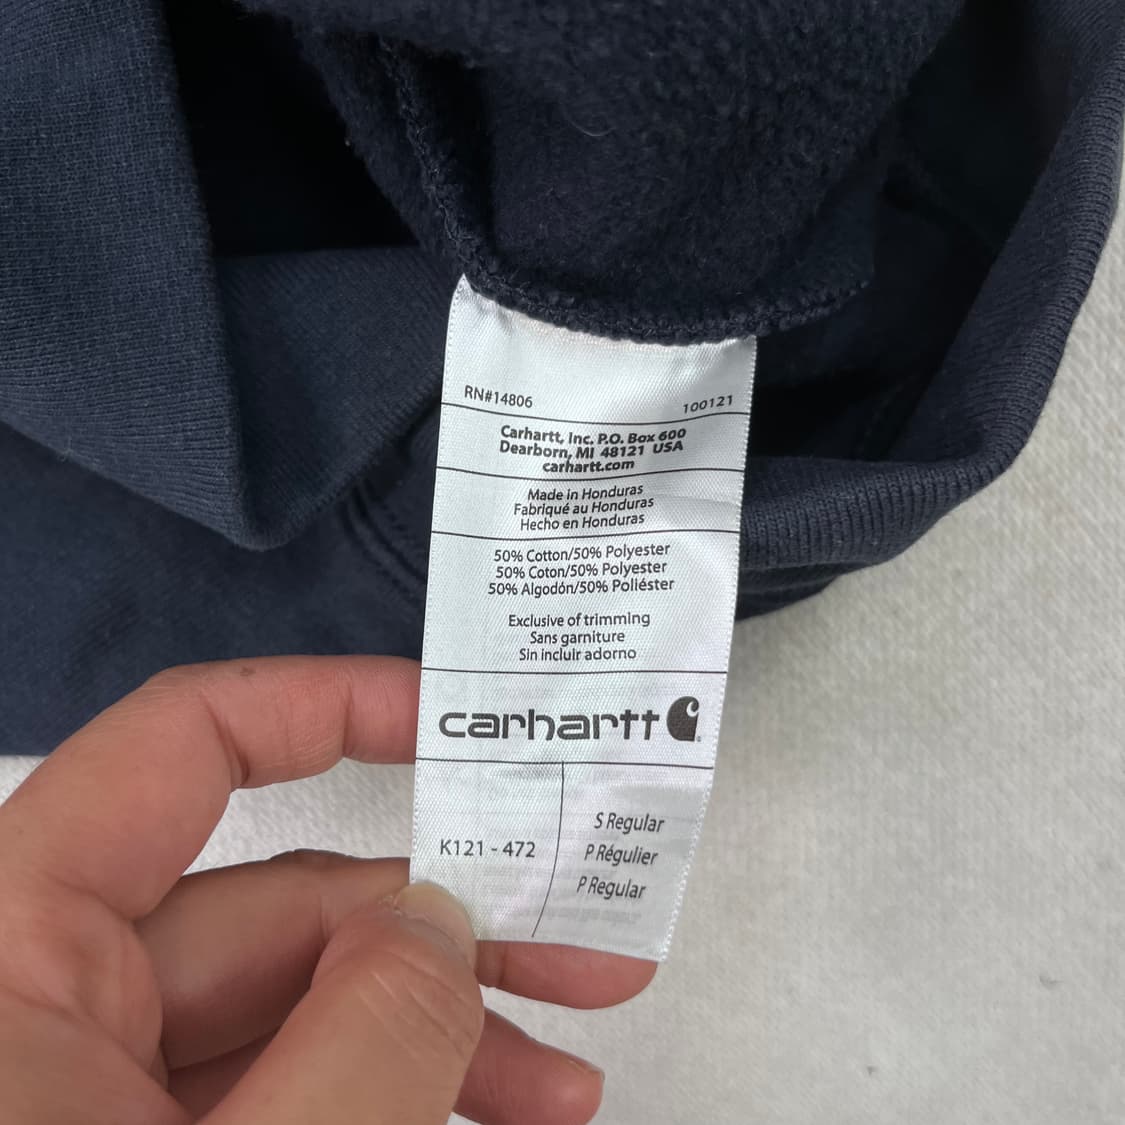 RN#14806 100121
Carhartt, Inc. P.O. Box 600
Dearborn, MI 48121 USA
carhartt.com
Made in Honduras
Fabriqué au Honduras
Hecho en Honduras
50% Cotton/50% Polyester
50% Coton/50% Polyester
50% Algodón/50% Poliéster
Exclusive of trimming
Sans garniture
Sin incluir adorno
carhartt
K121 - 472
S Regular
P Régulier
P Regular